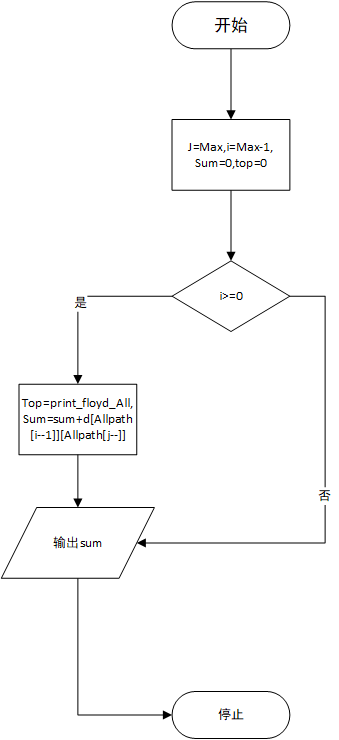 开始
J=Max,i=Max-1,
Sum=0,top=0
i>=0
是
Top=print_floyd_All,
Sum=sum+d[Allpath
[i--1]][Allpath[j--]]
否
输出sum
停止